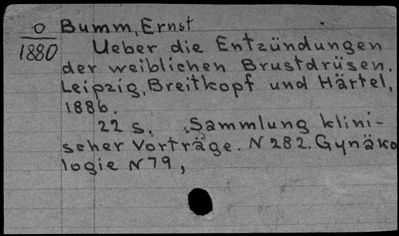 O Bumm, Ernst
1880 Ueber die Entzündungen
der weiblichen Brustdrüsen.
Leipzig, Breitkopf und Härtel,
1886.
22 s. Sammlung klini-
scher Vorträge. N 282. Gynäko
logie N 79,